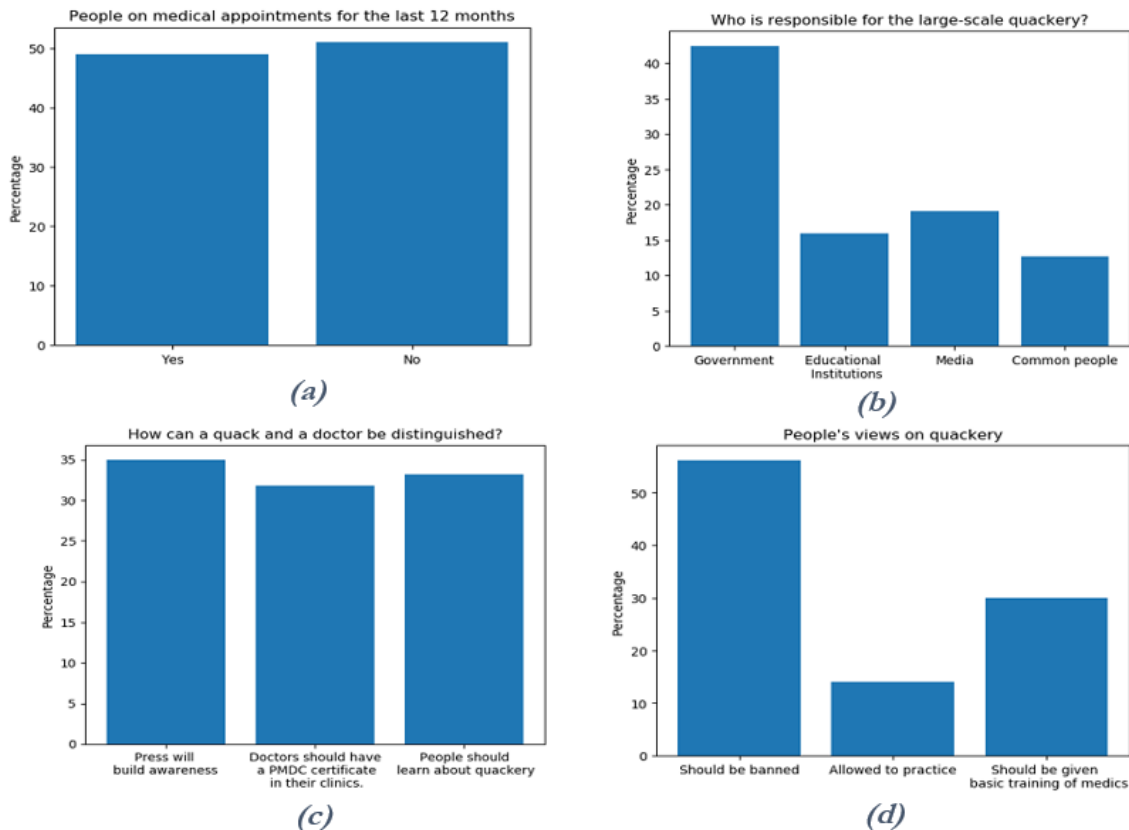 People on medical appointments for the last 12 months
Percentage
50
40
30
20
10
0
Yes
No
(a)
Who is responsible for the large-scale quackery?
Percentage
40
35
30
25
20
15
10
5
0
Government
Educational
Institutions
Media
Common people
(b)
How can a quack and a doctor be distinguished?
Percentage
35
30
25
20
15
10
5
0
Press will
build awareness
Doctors should have
a PMDC certificate
in their clinics.
People should
learn about quackery
(c)
People's views on quackery
Percentage
50
40
30
20
10
0
Should be banned
Allowed to practice
Should be given
basic training of medics
(d)